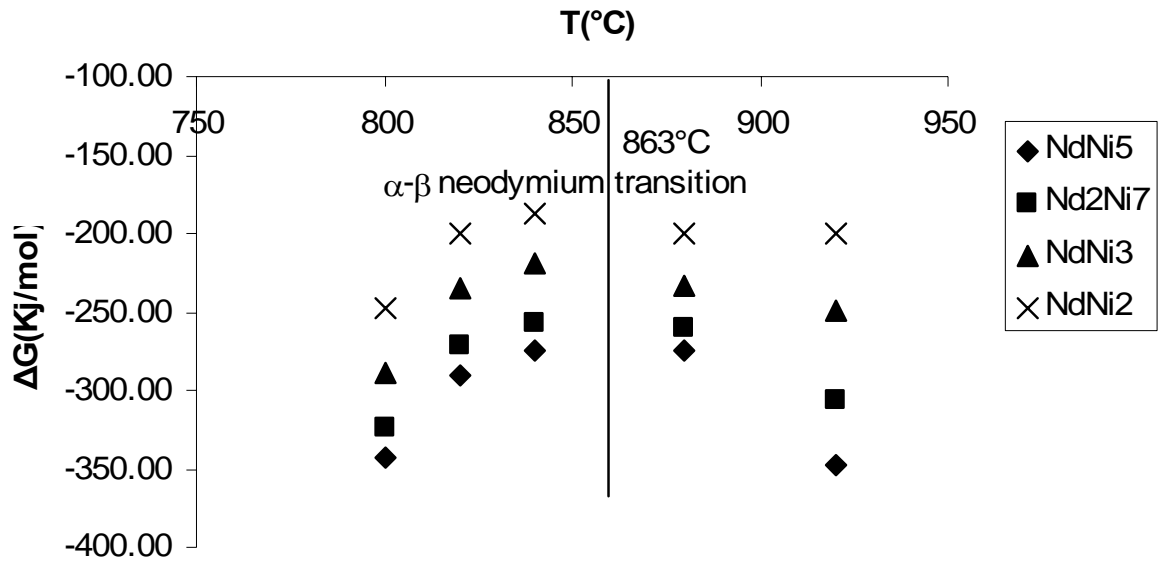 T(°C)
-100.00
750 800 850 900 950
-150.00
863°C
α-β neodymium transition
-200.00
-250.00
-300.00
-350.00
-400.00
ΔG(Kj/mol)
NdNi5
Nd2Ni7
NdNi3
NdNi2